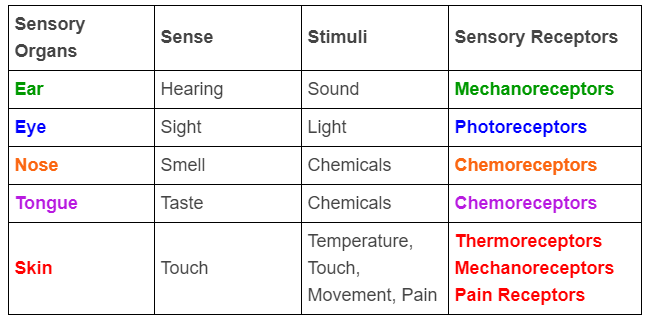 Sensory Organs Sense Stimuli Sensory Receptors
Ear Hearing Sound Mechanoreceptors
Eye Sight Light Photoreceptors
Nose Smell Chemicals Chemoreceptors
Tongue Taste Chemicals Chemoreceptors
Skin Touch Temperature, Touch, Movement, Pain Thermoreceptors Mechanoreceptors Pain Receptors